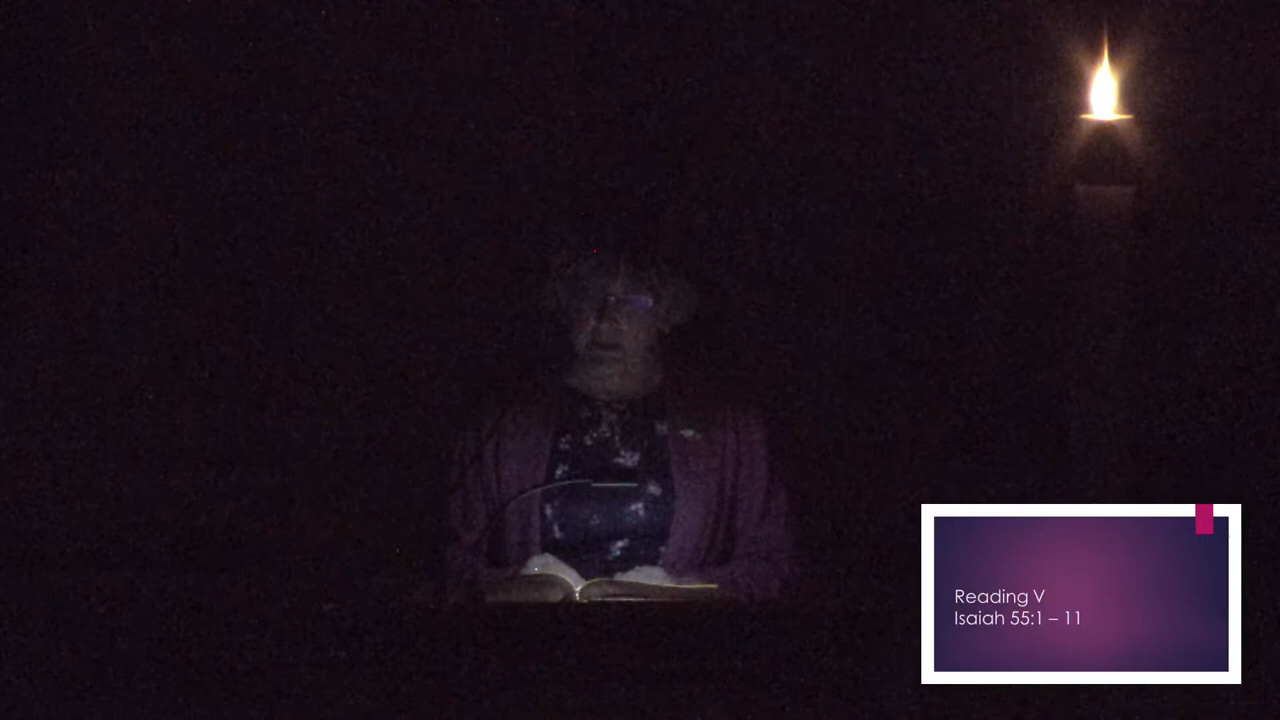 Reading V
Isaiah 55:1 – 11